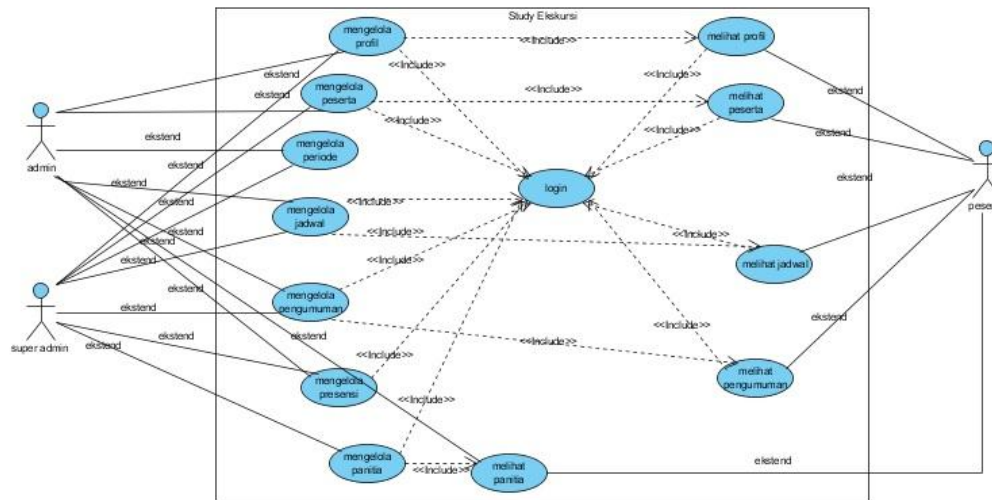 Study Ekskursi
mengelola
profil
<<Include>>
melihat profil
<<Include>>
<<Include>>
ekstend
ekstend
ekstend
mengelola
peserta
<<Include>>
melihat
peserta
ekstend
ekstend
<<Include>>
<<Include>>
admin
ekstend
mengelola
periode
ekstend
login
ekstend
peser
ekstend
mengelola
jadwal
<<Include>>
<<Include>>
ekstend
<<Include>>
melihat jadwal
ekstend
<<Include>>
super admin
ekstend
mengelola
pengumuman
ekstend
ekstend
ekstend
ekstend
<<Include>>
<<Include>>
<<Include>>
ekstend
mengelola
presensi
melihat
pengumuman
<<Include>>
mengelola
panitia
<<Include>>
melihat
panitia
ekstend